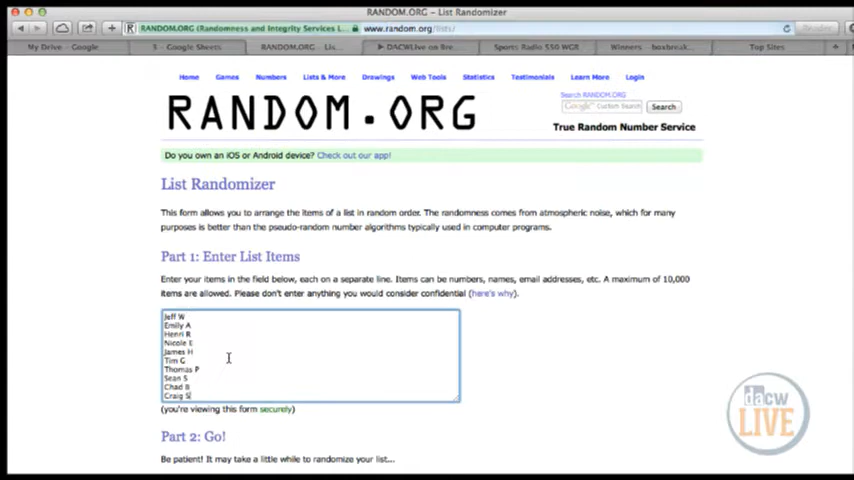 RANDOM.ORG - List Randomizer
RANDOM.ORG (Randomness and Integrity Services L... www.random.org/lists/ Reader
My Drive - Google 5 - Google Sheets RANDOM.ORG - Lis... DACWLive on Bre... Sports Radio 550 WGR Winners - boxbreak... Top Sites
Home Games Numbers Lists & More Drawings Web Tools Statistics Testimonials Learn More Login
RANDOM.ORG
Search RANDOM.ORG
Google Custom Search Search
True Random Number Service
Do you own an iOS or Android device? Check out our app!
List Randomizer
This form allows you to arrange the items of a list in random order. The randomness comes from atmospheric noise, which for many
purposes is better than the pseudo-random number algorithms typically used in computer programs.
Part 1: Enter List Items
Enter your items in the field below, each on a separate line. Items can be numbers, names, email addresses, etc. A maximum of 10,000
items are allowed. Please don't enter anything you would consider confidential (here's why).
Jeff W
Emily A
Henri R
Nicole E
James H
Tim G
Thomas P
Sean S
Chad B
Craig S
(you're viewing this form securely)
Part 2: Go!
Be patient! It may take a little while to randomize your list...
dacw
LIVE